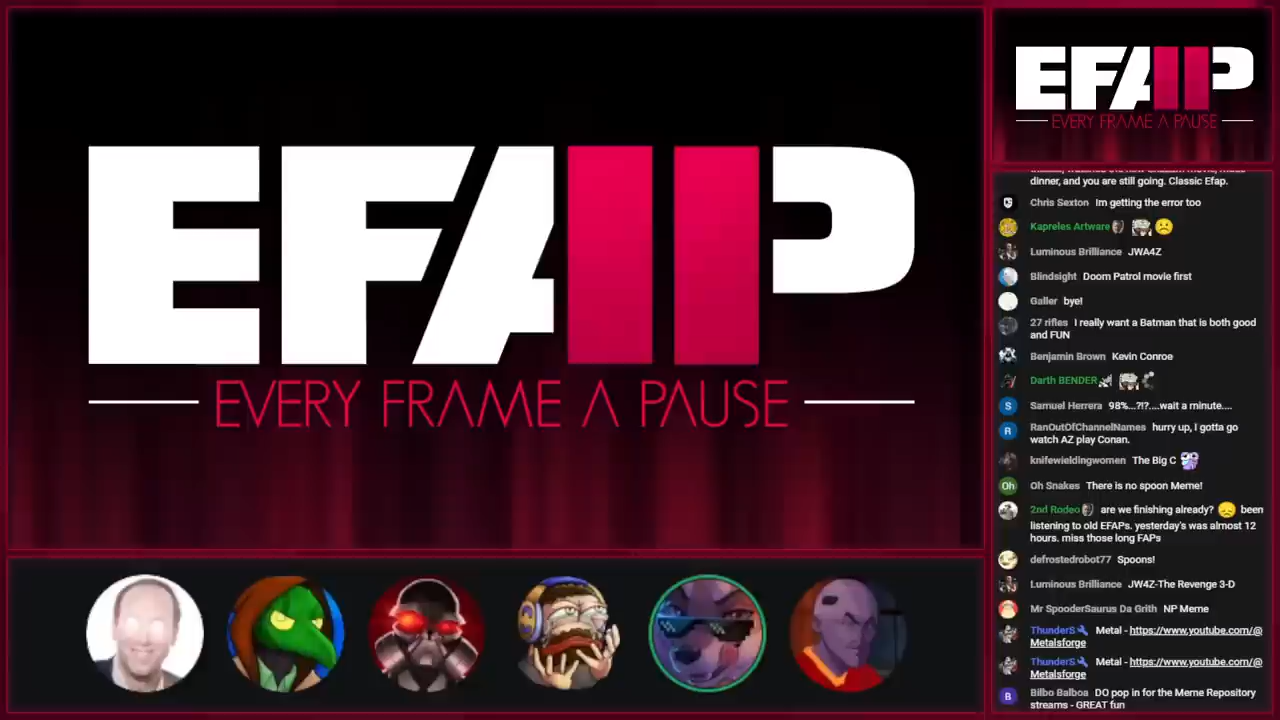 EFAP
EVERY FRAME A PAUSE
EFAP
EVERY FRAME A PAUSE
dinner, and you are still going. Classic Efap.
Chris Sexton Im getting the error too
Kapreles Artware
Luminous Brilliance JWA4Z
Blindsight Doom Patrol movie first
Galler bye!
27 rifles I really want a Batman that is both good
and FUN
Benjamin Brown Kevin Conroe
Darth BENDER
S Samuel Herrera 98%...?!?....wait a minute....
R RanOutOfChannelNames hurry up, I gotta go
watch AZ play Conan.
knifewieldingwomen The Big C
Oh Oh Snakes There is no spoon Meme!
2nd Rodeo are we finishing already? been
listening to old EFAPs. yesterday's was almost 12
hours. miss those long FAPs
defrostedrobot77 Spoons!
Luminous Brilliance JW4Z-The Revenge 3-D
Mr SpooderSaurus Da Grith NP Meme
ThunderS Metal - https://www.youtube.com/@
Metalsforge
ThunderS Metal - https://www.youtube.com/@
Metalsforge
B Bilbo Balboa DO pop in for the Meme Repository
streams - GREAT fun